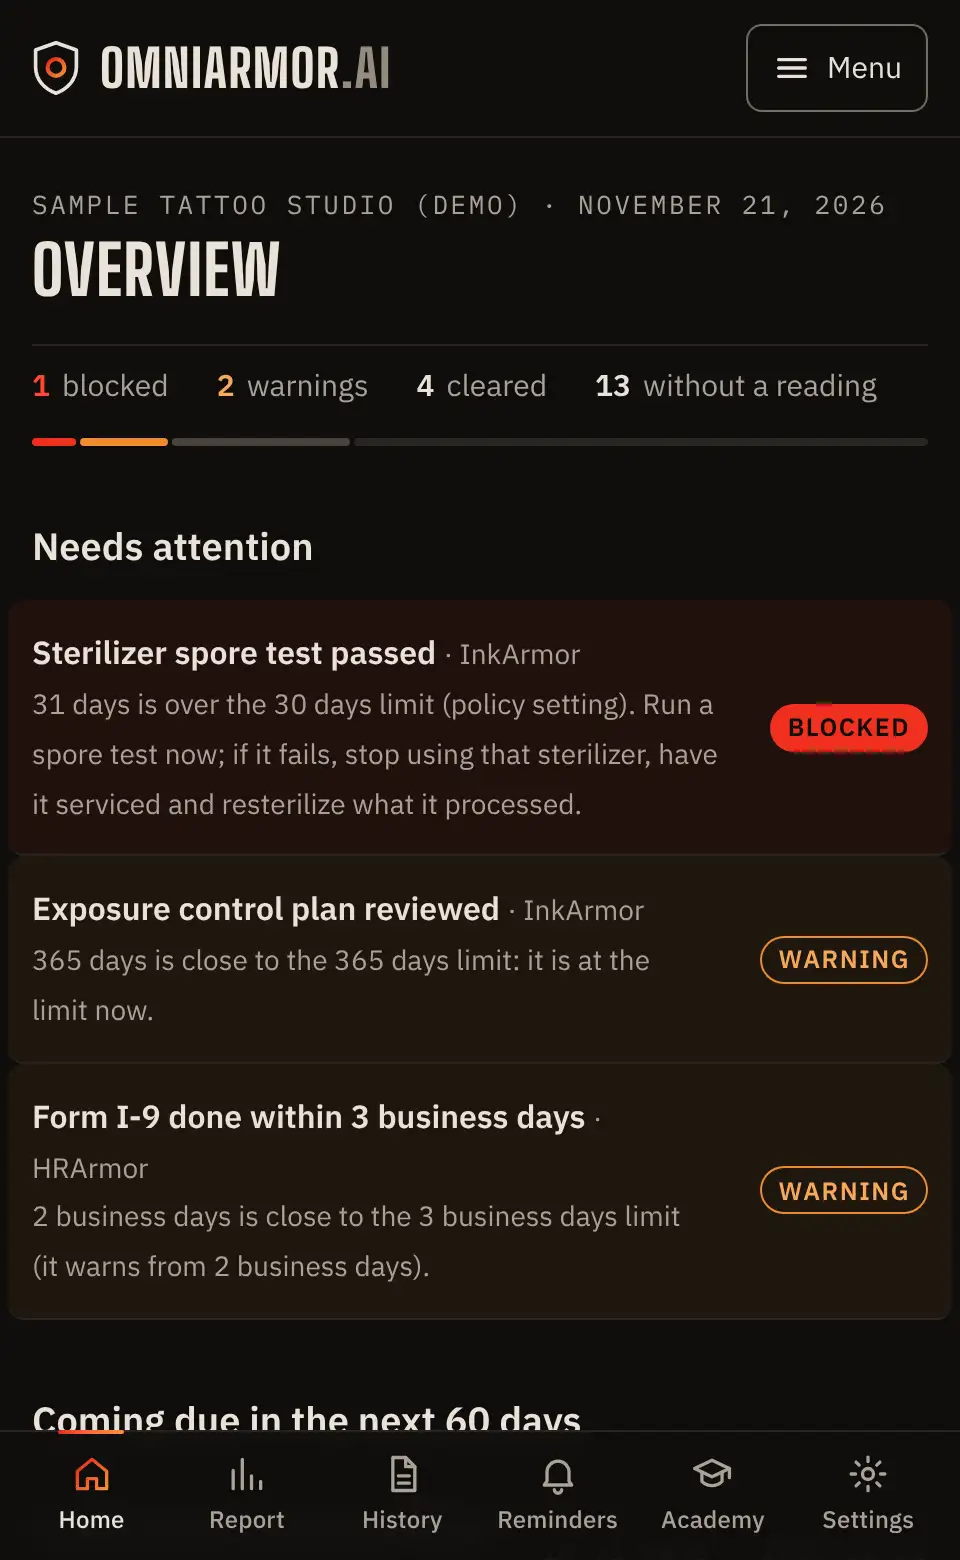 OMNIARMOR.AI
Menu
SAMPLE TATTOO STUDIO (DEMO) · NOVEMBER 21, 2026
OVERVIEW
1 blocked 2 warnings 4 cleared 13 without a reading
Needs attention
Sterilizer spore test passed · InkArmor
31 days is over the 30 days limit (policy setting). Run a
spore test now; if it fails, stop using that sterilizer, have
it serviced and resterilize what it processed.
BLOCKED
Exposure control plan reviewed · InkArmor
365 days is close to the 365 days limit: it is at the
limit now.
WARNING
Form I-9 done within 3 business days ·
HRArmor
2 business days is close to the 3 business days limit
(it warns from 2 business days).
WARNING
Coming due in the next 60 days
Home Report History Reminders Academy Settings